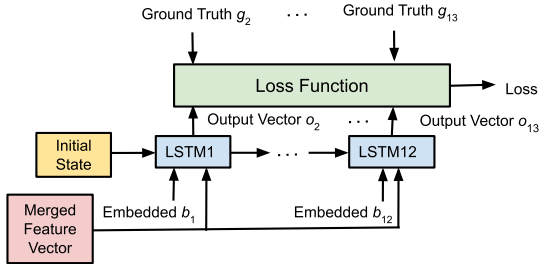 Ground Truth g2 ... Ground Truth g13
Loss Function
Loss
Output Vector o2 ... Output Vector o13
Initial
State
LSTM1 ... LSTM12
Embedded b1 Embedded b12
Merged
Feature
Vector